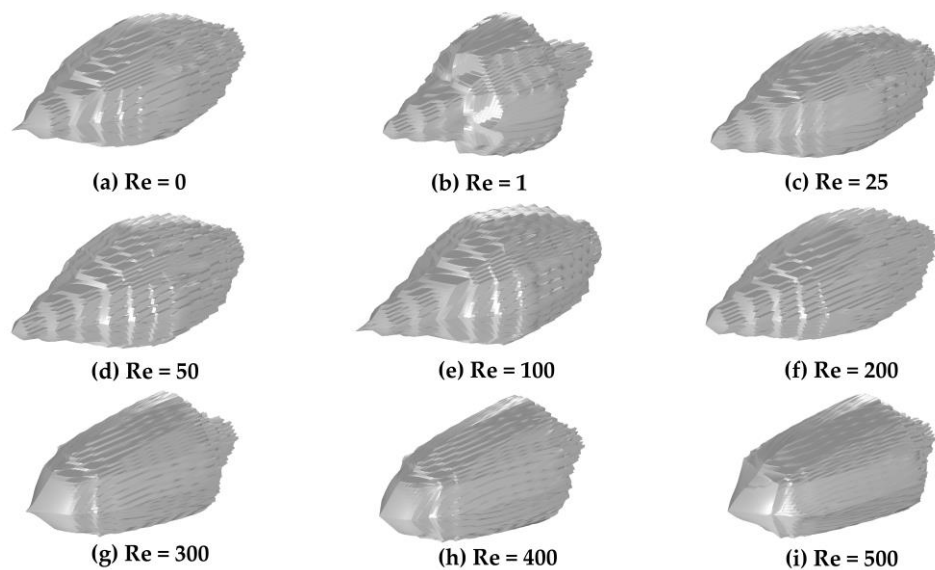 (a) Re = 0
(b) Re = 1
(c) Re = 25
(d) Re = 50
(e) Re = 100
(f) Re = 200
(g) Re = 300
(h) Re = 400
(i) Re = 500